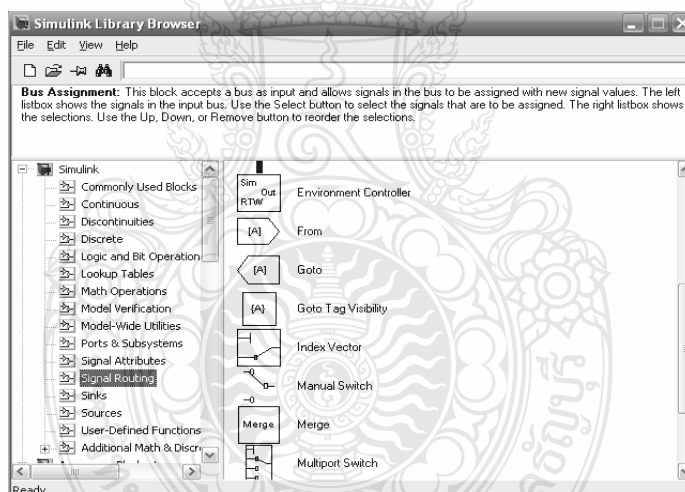 Simulink Library Browser
File Edit View Help
Bus Assignment: This block accepts a bus as input and allows signals in the bus to be assigned with new signal values. The left
listbox shows the signals in the input bus. Use the Select button to select the signals that are to be assigned. The right listbox shows
the selections. Use the Up, Down, or Remove button to reorder the selections.
Simulink
Commonly Used Blocks
Continuous
Discontinuities
Discrete
Logic and Bit Operation
Lookup Tables
Math Operations
Model Verification
Model-Wide Utilities
Ports & Subsystems
Signal Attributes
Signal Routing
Sinks
Sources
User-Defined Functions
Additional Math & Discre
Sim
Out
RTW
Environment Controller
[A] From
[A] Goto
{A} Goto Tag Visibility
Index Vector
Manual Switch
Merge Merge
Multiport Switch
Ready